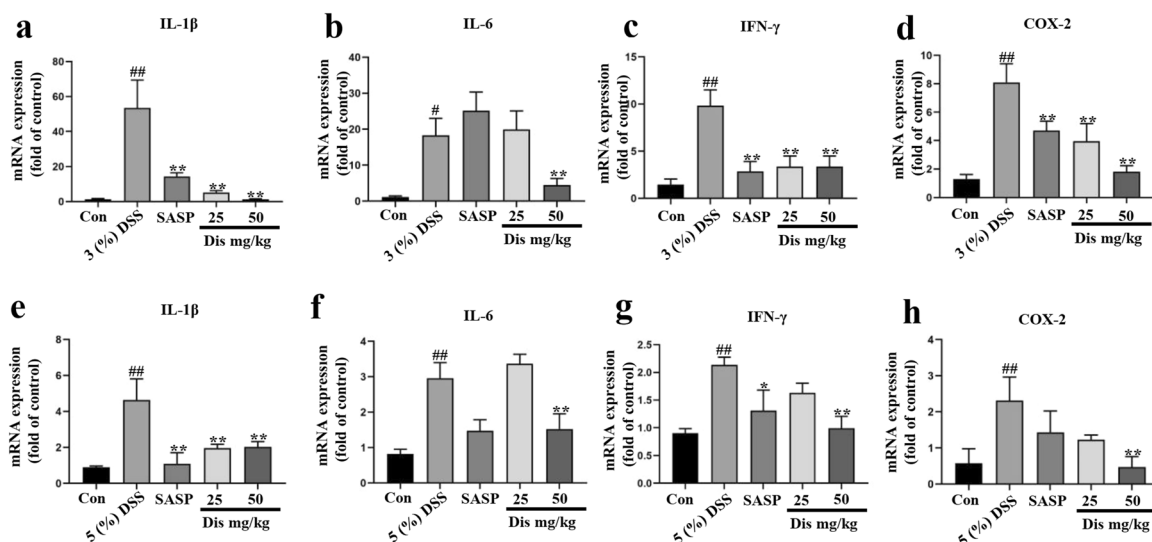 a
IL-1β
mRNA expression
(fold of control)
80
60
40
20
0
##
**
**
**
Con
3 (%) DSS
SASP
25
50
Dis mg/kg
b
IL-6
mRNA expression
(fold of control)
40
30
20
10
0
#
**
Con
3 (%) DSS
SASP
25
50
Dis mg/kg
c
IFN-γ
mRNA expression
(fold of control)
15
10
5
0
##
**
**
**
Con
3 (%) DSS
SASP
25
50
Dis mg/kg
d
COX-2
mRNA expression
(fold of control)
10
8
6
4
2
0
##
**
**
**
Con
3 (%) DSS
SASP
25
50
Dis mg/kg
e
IL-1β
mRNA expression
(fold of control)
6
4
2
0
##
**
**
**
Con
5 (%) DSS
SASP
25
50
Dis mg/kg
f
IL-6
mRNA expression
(fold of control)
4
3
2
1
0
##
**
Con
5 (%) DSS
SASP
25
50
Dis mg/kg
g
IFN-γ
mRNA expression
(fold of control)
2.5
2.0
1.5
1.0
0.5
0.0
##
*
**
Con
5 (%) DSS
SASP
25
50
Dis mg/kg
h
COX-2
mRNA expression
(fold of control)
4
3
2
1
0
##
**
Con
5 (%) DSS
SASP
25
50
Dis mg/kg